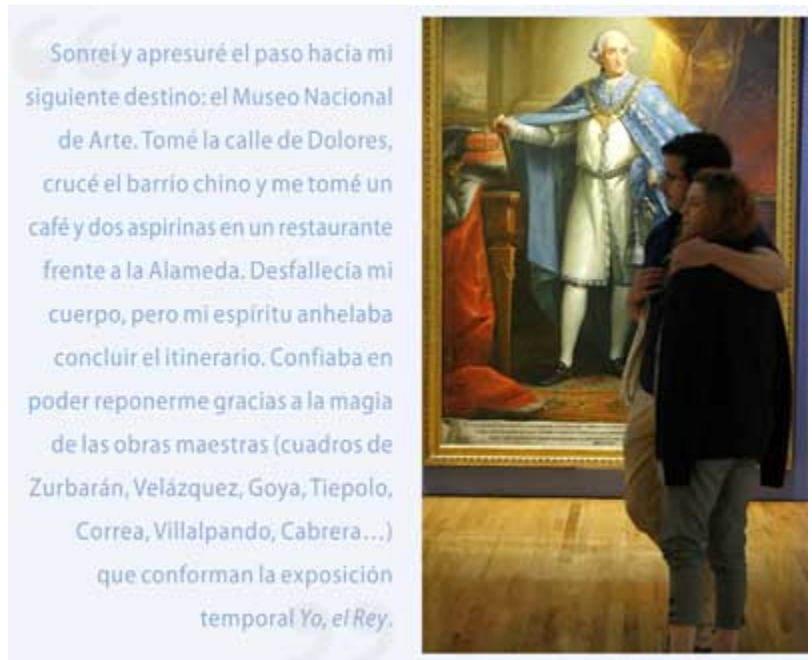 Sonreí y apresuré el paso hacia mi
siguiente destino: el Museo Nacional
de Arte. Tomé la calle de Dolores,
crucé el barrio chino y me tomé un
café y dos aspirinas en un restaurante
frente a la Alameda. Desfallecía mi
cuerpo, pero mi espíritu anhelaba
concluir el itinerario. Confiaba en
poder reponerme gracias a la magia
de las obras maestras (cuadros de
Zurbarán, Velázquez, Goya, Tiepolo,
Correa, Villalpando, Cabrera…)
que conforman la exposición
temporal Yo, el Rey.